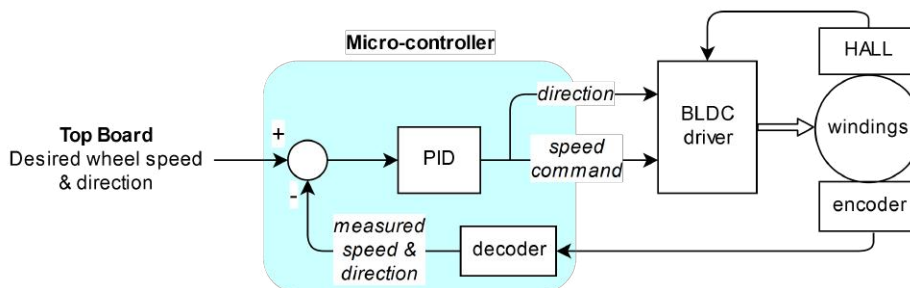 Micro-controller
HALL
direction
BLDC
driver
windings
Top Board
Desired wheel speed
& direction
+
-
PID
speed
command
encoder
measured
speed &
direction
decoder